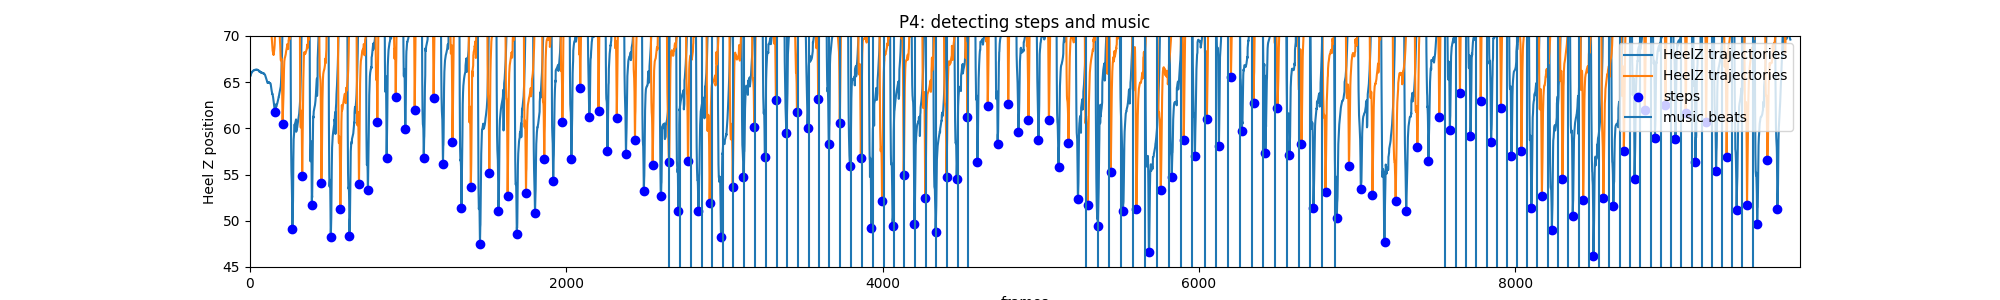 P4: detecting steps and music
70
65
60
55
50
45
Heel Z position
HeelZ trajectories
HeelZ trajectories
steps
music beats
0
2000
4000
6000
8000
frames